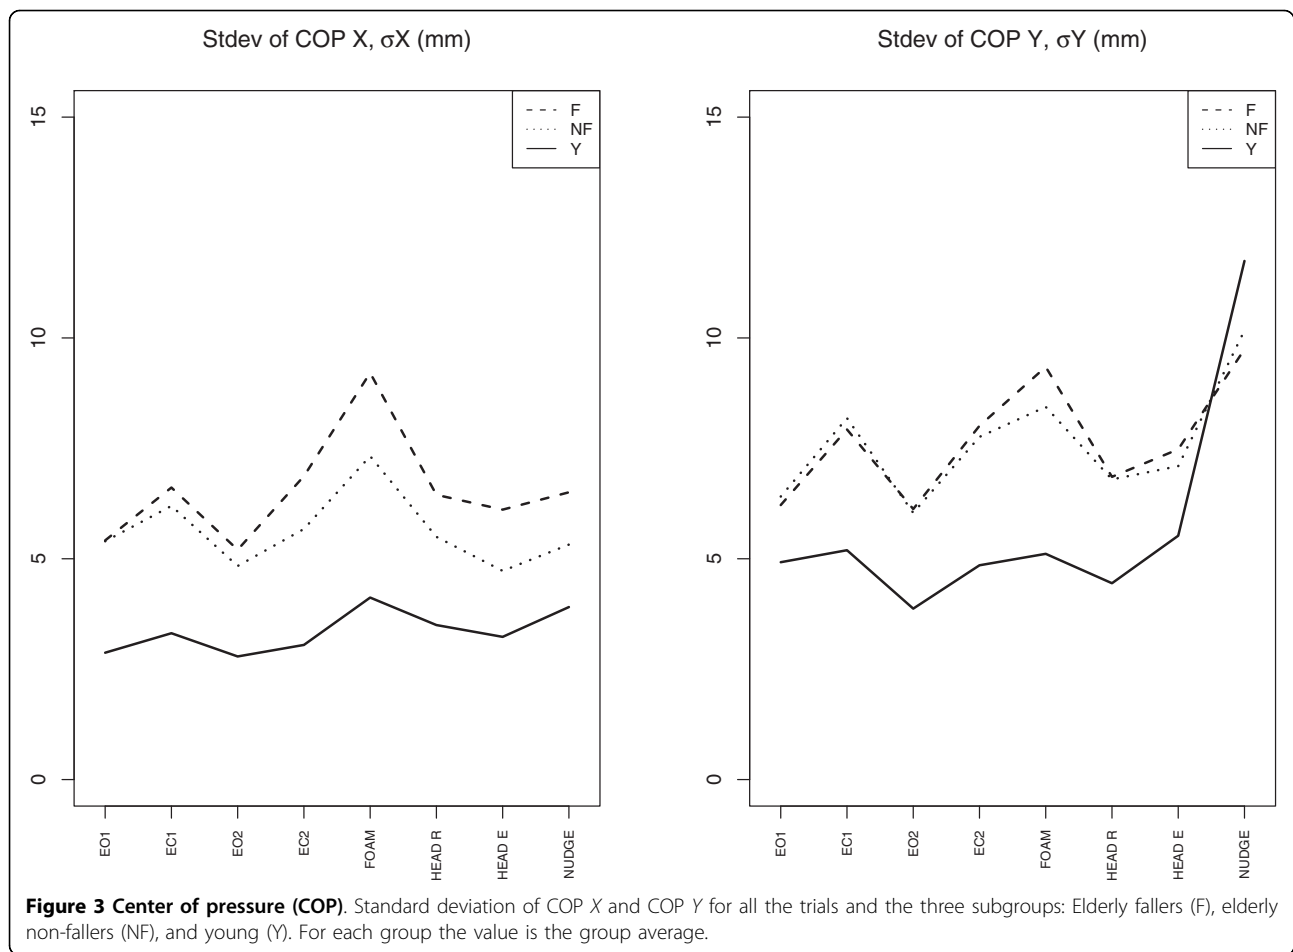 Stdev of COP X, σX (mm)
15
10
5
0
F
NF
Y
EO1
EC1
EO2
EC2
FOAM
HEAD R
HEAD E
NUDGE
Stdev of COP Y, σY (mm)
15
10
5
0
F
NF
Y
EO1
EC1
EO2
EC2
FOAM
HEAD R
HEAD E
NUDGE
Figure 3 Center of pressure (COP). Standard deviation of COP X and COP Y for all the trials and the three subgroups: Elderly fallers (F), elderly
non-fallers (NF), and young (Y). For each group the value is the group average.